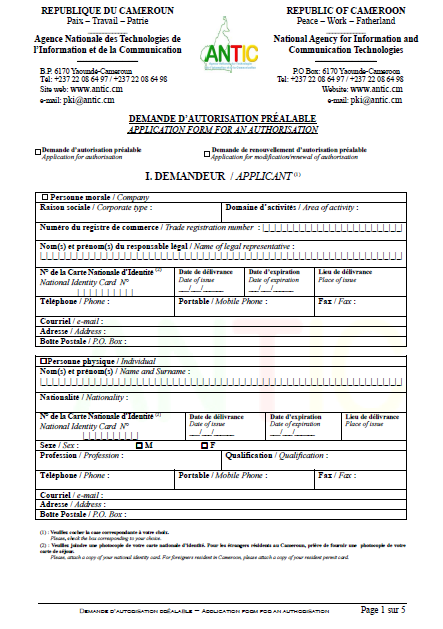 REPUBLIQUE DU CAMEROUN
Paix – Travail – Patrie
Agence Nationale des Technologies de
l'Information et de la Communication
B.P. 6170 Yaounde-Cameroun
Tel: +237 22 08 64 97 / +237 22 08 64 98
Site web: www.antic.cm
e-mail: pki@antic.cm
ANTIC
REPUBLIC OF CAMEROON
Peace – Work – Fatherland
National Agency for Information and
Communication Technologies
P.O Box: 6170 Yaounde-Cameroon
Tel: +237 22 08 64 97 / +237 22 08 64 98
Website: www.antic.cm
e-mail: pki@antic.cm
DEMANDE D'AUTORISATION PRÉALABLE
APPLICATION FORM FOR AN AUTHORISATION
Demande d'autorisation préalable
Application for authorisation
Demande de renouvellement d'autorisation préalable
Application for modification/renewal of authorisation
I. DEMANDEUR / APPLICANT (1)
Personne morale / Company
Raison sociale / Corporate type :
Domaine d'activités / Area of activity :
Numéro du registre de commerce / Trade registration number :
Nom(s) et prénom(s) du responsable légal / Name of legal representative :
N° de la Carte Nationale d'Identité (2)
National Identity Card N°
Date de délivrance
Date of issue
__/__/____
Date d'expiration
Date of expiration
__/__/____
Lieu de délivrance
Place of issue
Téléphone / Phone :
Portable / Mobile Phone :
Fax / Fax :
Courriel / e-mail :
Adresse / Address :
Boîte Postale / P.O. Box :
Personne physique / Individual
Nom(s) et prénom(s) / Name and Surname :
Nationalité / Nationality :
N° de la Carte Nationale d'Identité (2)
National Identity Card N°
Date de délivrance
Date of issue
__/__/____
Date d'expiration
Date of expiration
__/__/____
Lieu de délivrance
Place of issue
Sexe / Sex :
M
F
Profession / Profession :
Qualification / Qualification :
Téléphone / Phone :
Portable / Mobile Phone :
Fax / Fax :
Courriel / e-mail :
Adresse / Address :
Boîte Postale / P.O. Box :
(1) : Veuillez cocher la case correspondante à votre choix.
Please, check the box corresponding to your choice.
(2) : Veuillez joindre une photocopie de votre carte nationale d'identité. Pour les étrangers résidents au Cameroun, prière de fournir une photocopie de votre
carte de séjour.
Please, attach a copy of your national identity card. For foreigners resident in Cameroon, please attach a copy of your resident permit card.
DEMANDE D'AUTORISATION PRÉALABLE – APPLICATION FORM FOR AN AUTHORISATION
Page 1 sur 5